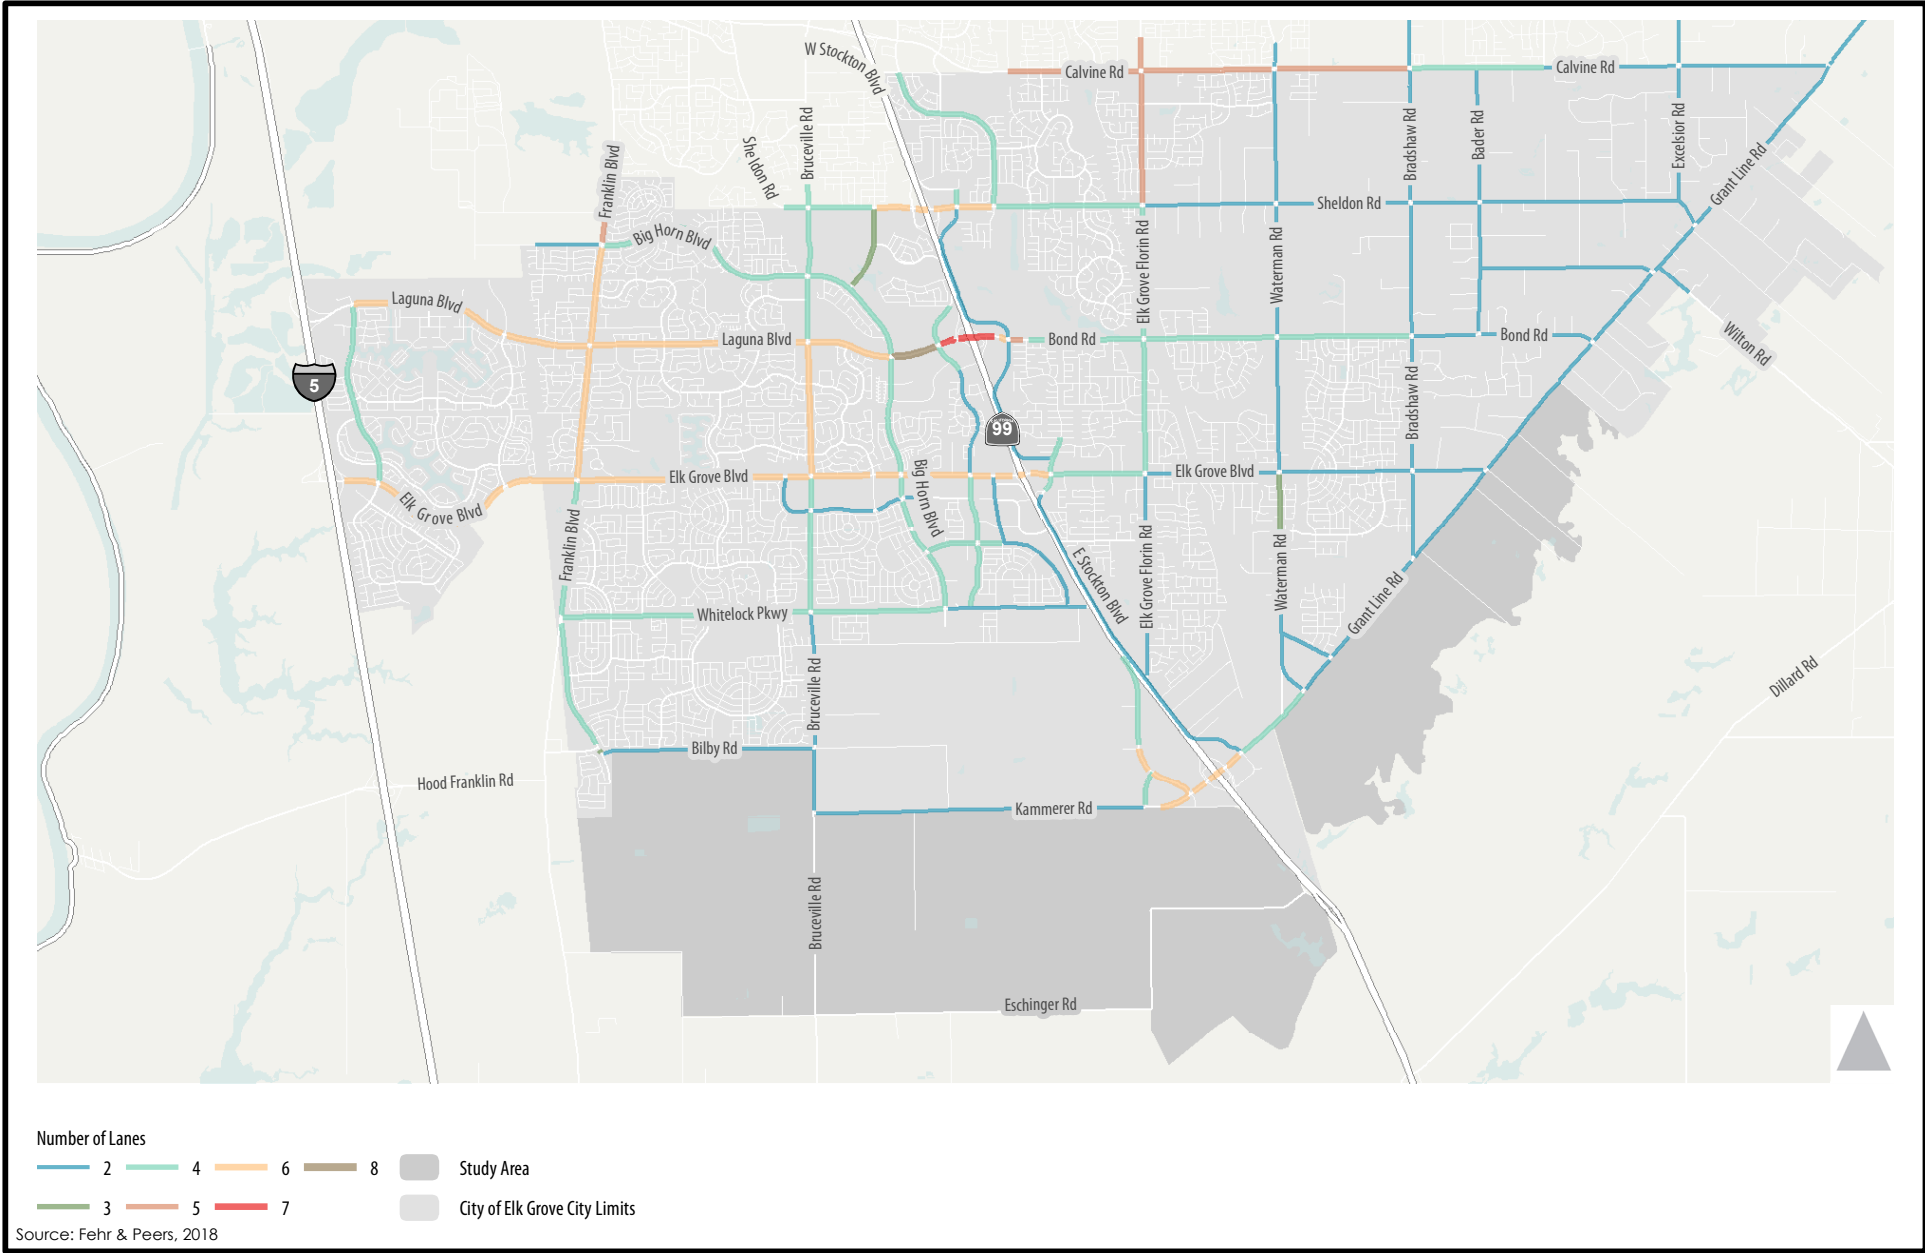 W Stockton Blvd
Calvine Rd
Calvine Rd
Bruceville Rd
Sheldon Rd
Franklin Blvd
Bradshaw Rd
Bader Rd
Excelsior Rd
Grant Line Rd
Big Horn Blvd
Sheldon Rd
Elk Grove Florin Rd
Waterman Rd
Laguna Blvd
Laguna Blvd
Bond Rd
Bond Rd
Wilton Rd
5
Bradshaw Rd
99
Elk Grove Blvd
Elk Grove Blvd
Elk Grove Blvd
Big Horn Blvd
Franklin Blvd
E Stockton Blvd
Elk Grove Florin Rd
Waterman Rd
Grant Line Rd
Whitelock Pkwy
Bruceville Rd
Dillard Rd
Bilby Rd
Hood Franklin Rd
Kammerer Rd
Bruceville Rd
Eschinger Rd
Number of Lanes
2 4 6 8 Study Area
3 5 7 City of Elk Grove City Limits
Source: Fehr & Peers, 2018